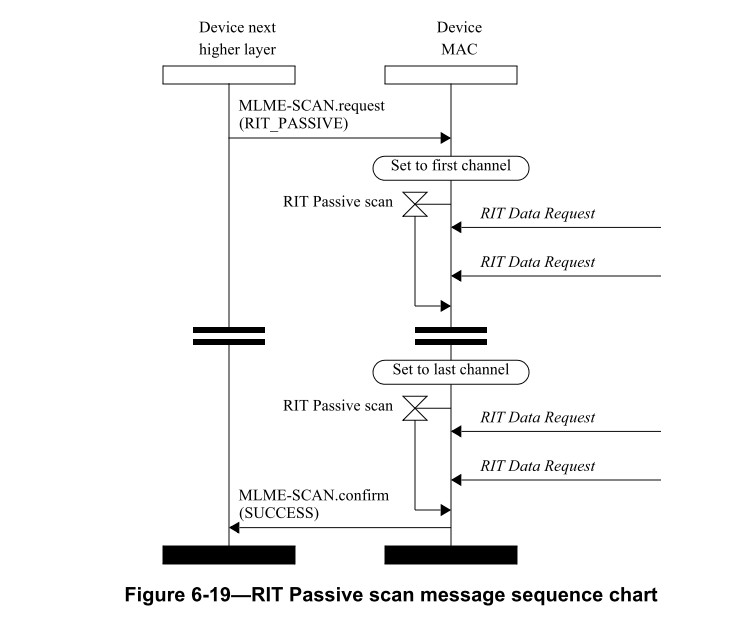 Device next
higher layer
Device
MAC
MLME-SCAN.request
(RIT_PASSIVE)
Set to first channel
RIT Passive scan
RIT Data Request
RIT Data Request
Set to last channel
RIT Passive scan
RIT Data Request
RIT Data Request
MLME-SCAN.confirm
(SUCCESS)
Figure 6-19—RIT Passive scan message sequence chart